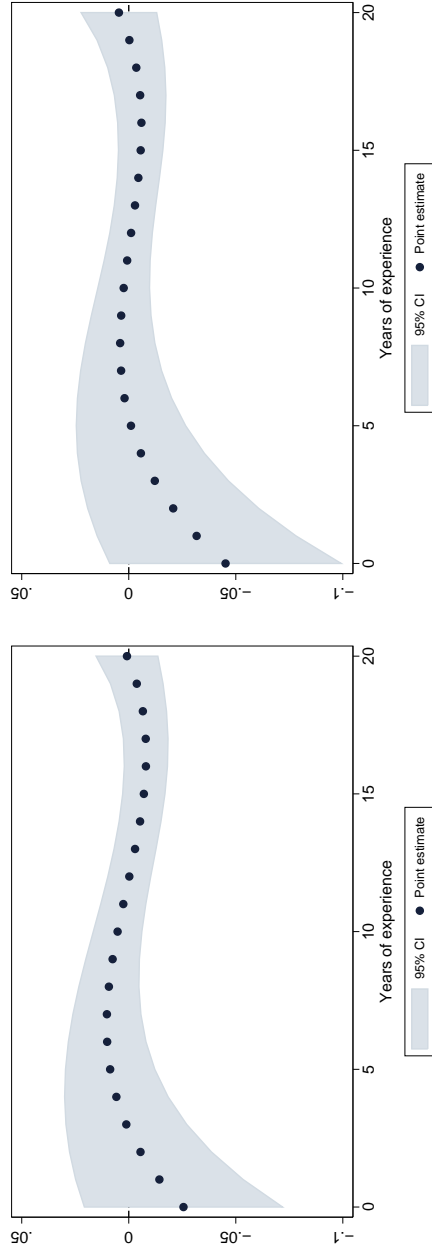 .05
0
-.05
-.1
0 5 10 15 20
Years of experience
95% CI Point estimate
.05
0
-.05
-.1
0 5 10 15 20
Years of experience
95% CI Point estimate